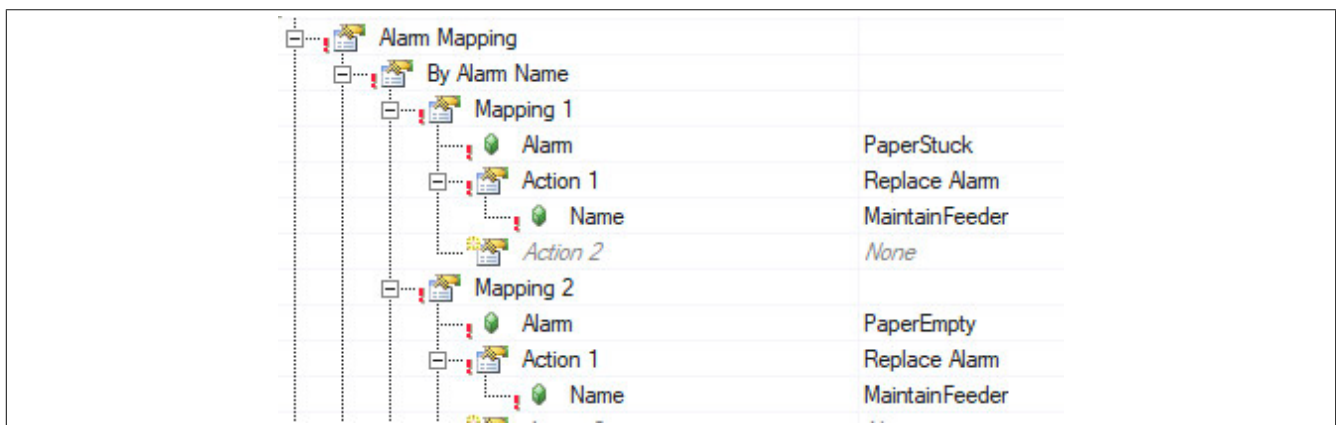 Alarm Mapping
By Alarm Name
Mapping 1
Alarm PaperStuck
Action 1 Replace Alarm
Name MaintainFeeder
Action 2 None
Mapping 2
Alarm PaperEmpty
Action 1 Replace Alarm
Name MaintainFeeder